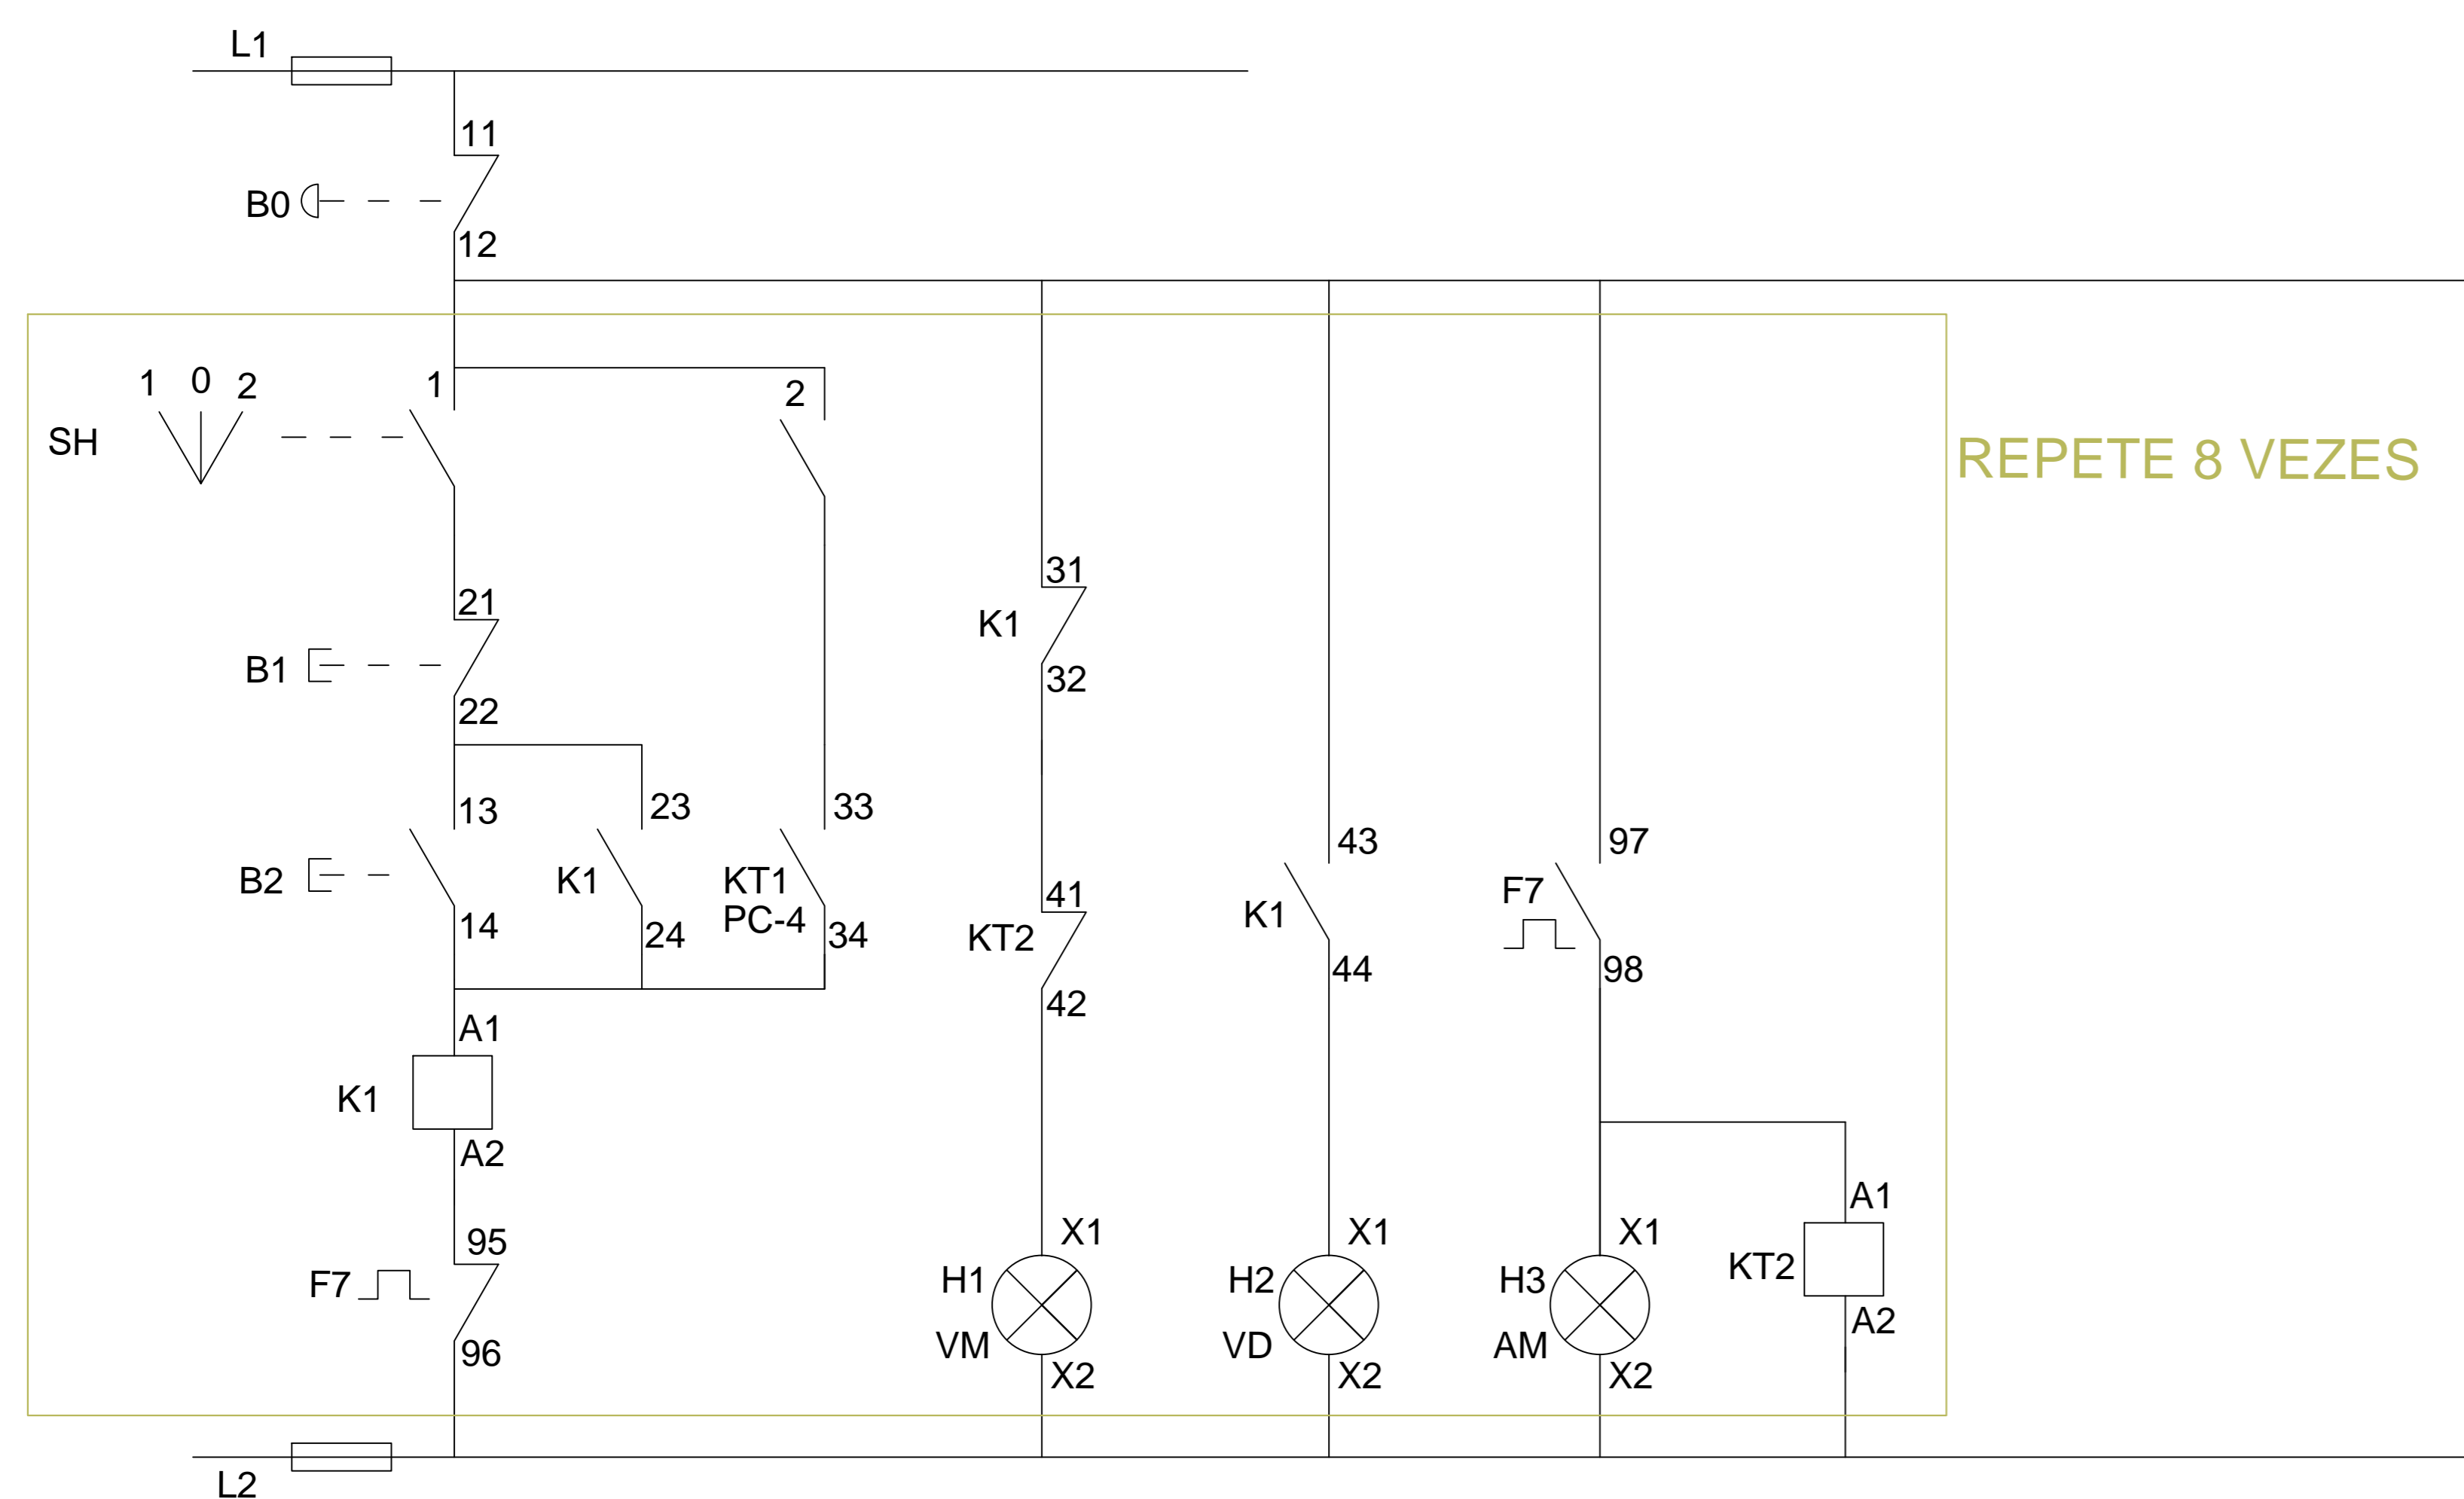 L1
11
B0
12
1 0 2
1
2
SH
REPETE 8 VEZES
31
K1
32
21
B1
22
13
23
33
43
97
B2
K1
KT1
PC-4
41
K1
F7
14
24
34
KT2
44
98
42
A1
K1
A2
A1
95
X1
X1
X1
F7
H1
H2
H3
KT2
96
VM
VD
AM
A2
X2
X2
X2
L2